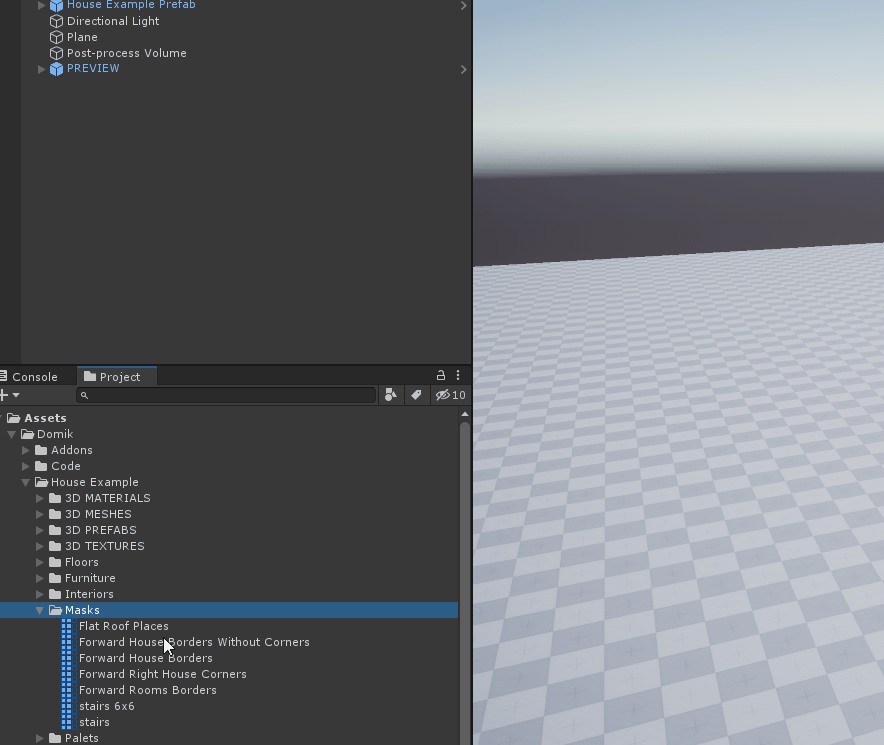 House Example Prefab
Directional Light
Plane
Post-process Volume
PREVIEW
Console Project
10
Assets
Domik
Addons
Code
House Example
3D MATERIALS
3D MESHES
3D PREFABS
3D TEXTURES
Floors
Furniture
Interiors
Masks
Flat Roof Places
Forward House Borders Without Corners
Forward House Borders
Forward Right House Corners
Forward Rooms Borders
stairs 6x6
stairs
Palets